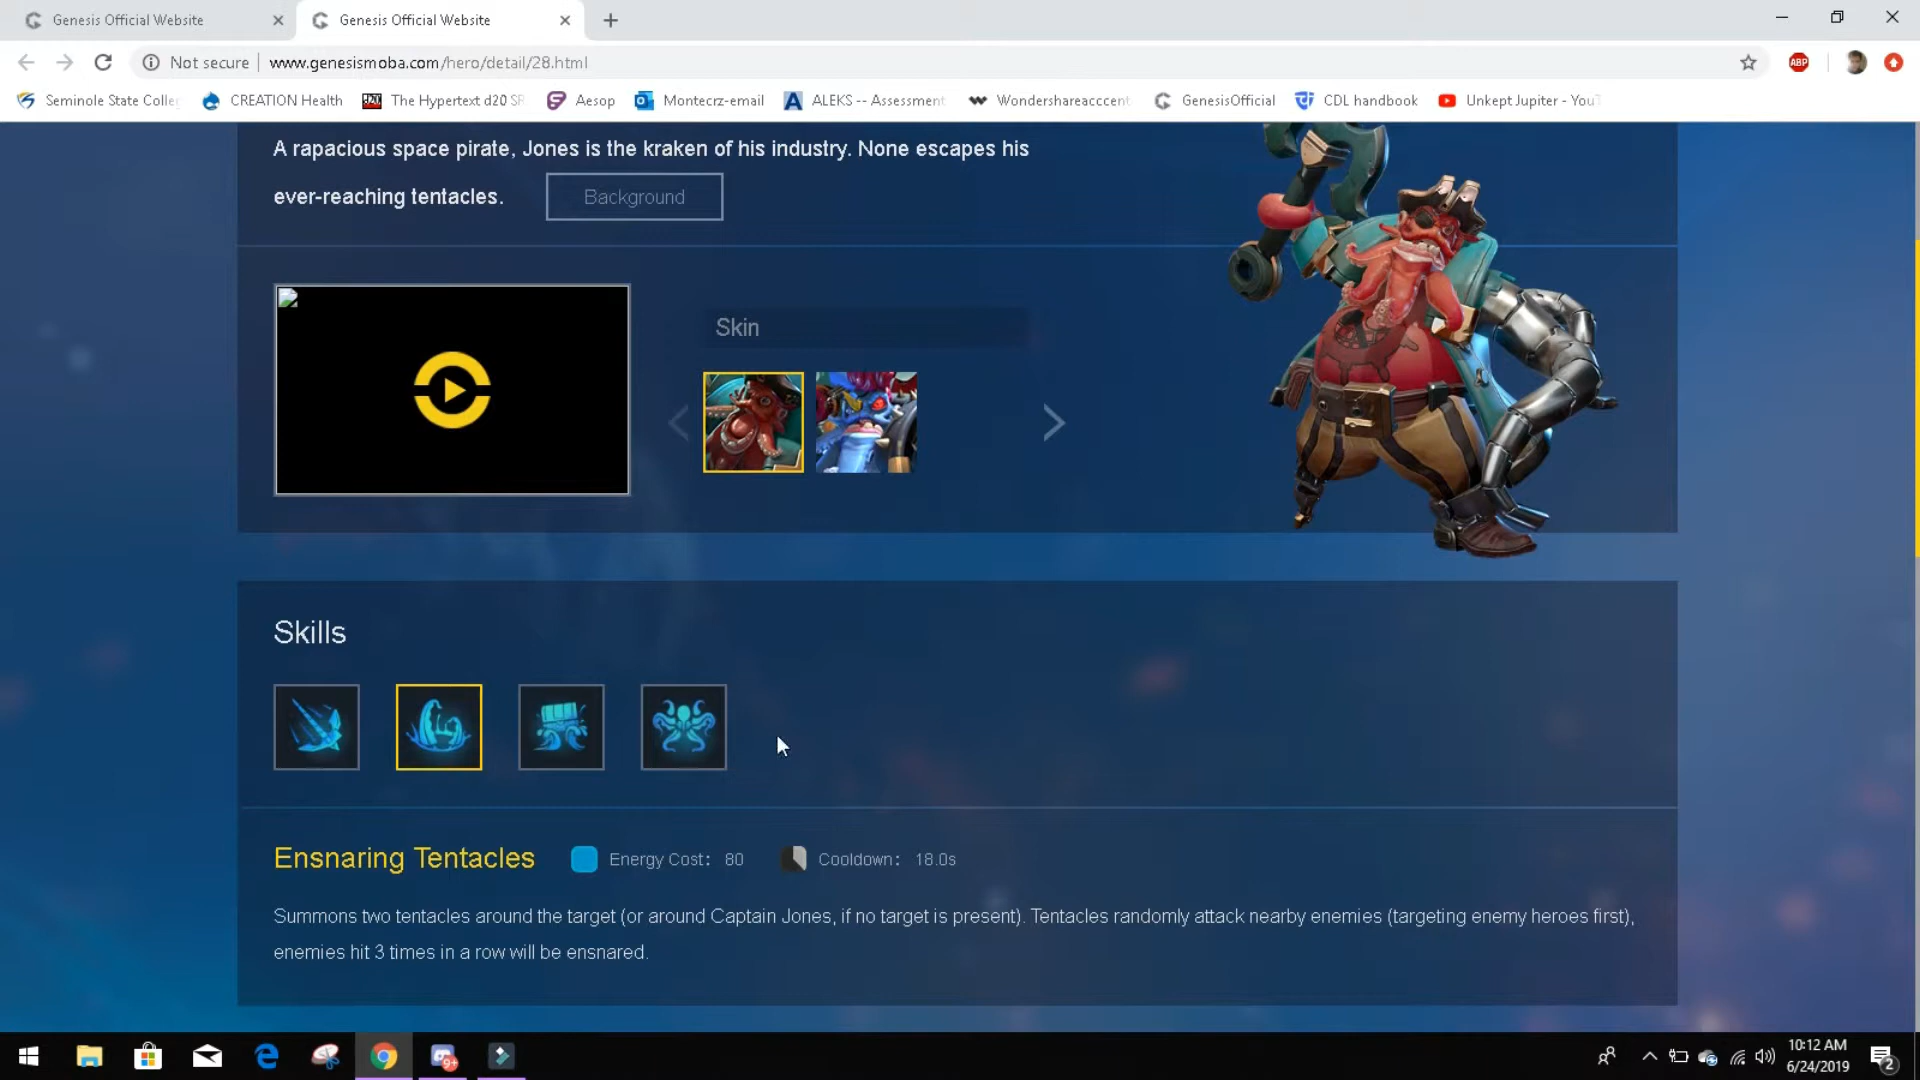 Genesis Official Website
Genesis Official Website
Not secure | www.genesismoba.com/hero/detail/28.html
ABP
Seminole State Colle
CREATION Health
The Hypertext d20 SR
Aesop
Montecrz-email
ALEKS -- Assessment
Wondershareacccent
GenesisOfficial
CDL handbook
Unkept Jupiter - YouT
A rapacious space pirate, Jones is the kraken of his industry. None escapes his
ever-reaching tentacles.
Background
Skin
Skills
Ensnaring Tentacles
Energy Cost: 80
Cooldown: 18.0s
Summons two tentacles around the target (or around Captain Jones, if no target is present). Tentacles randomly attack nearby enemies (targeting enemy heroes first),
enemies hit 3 times in a row will be ensnared.
10:12 AM
6/24/2019
2